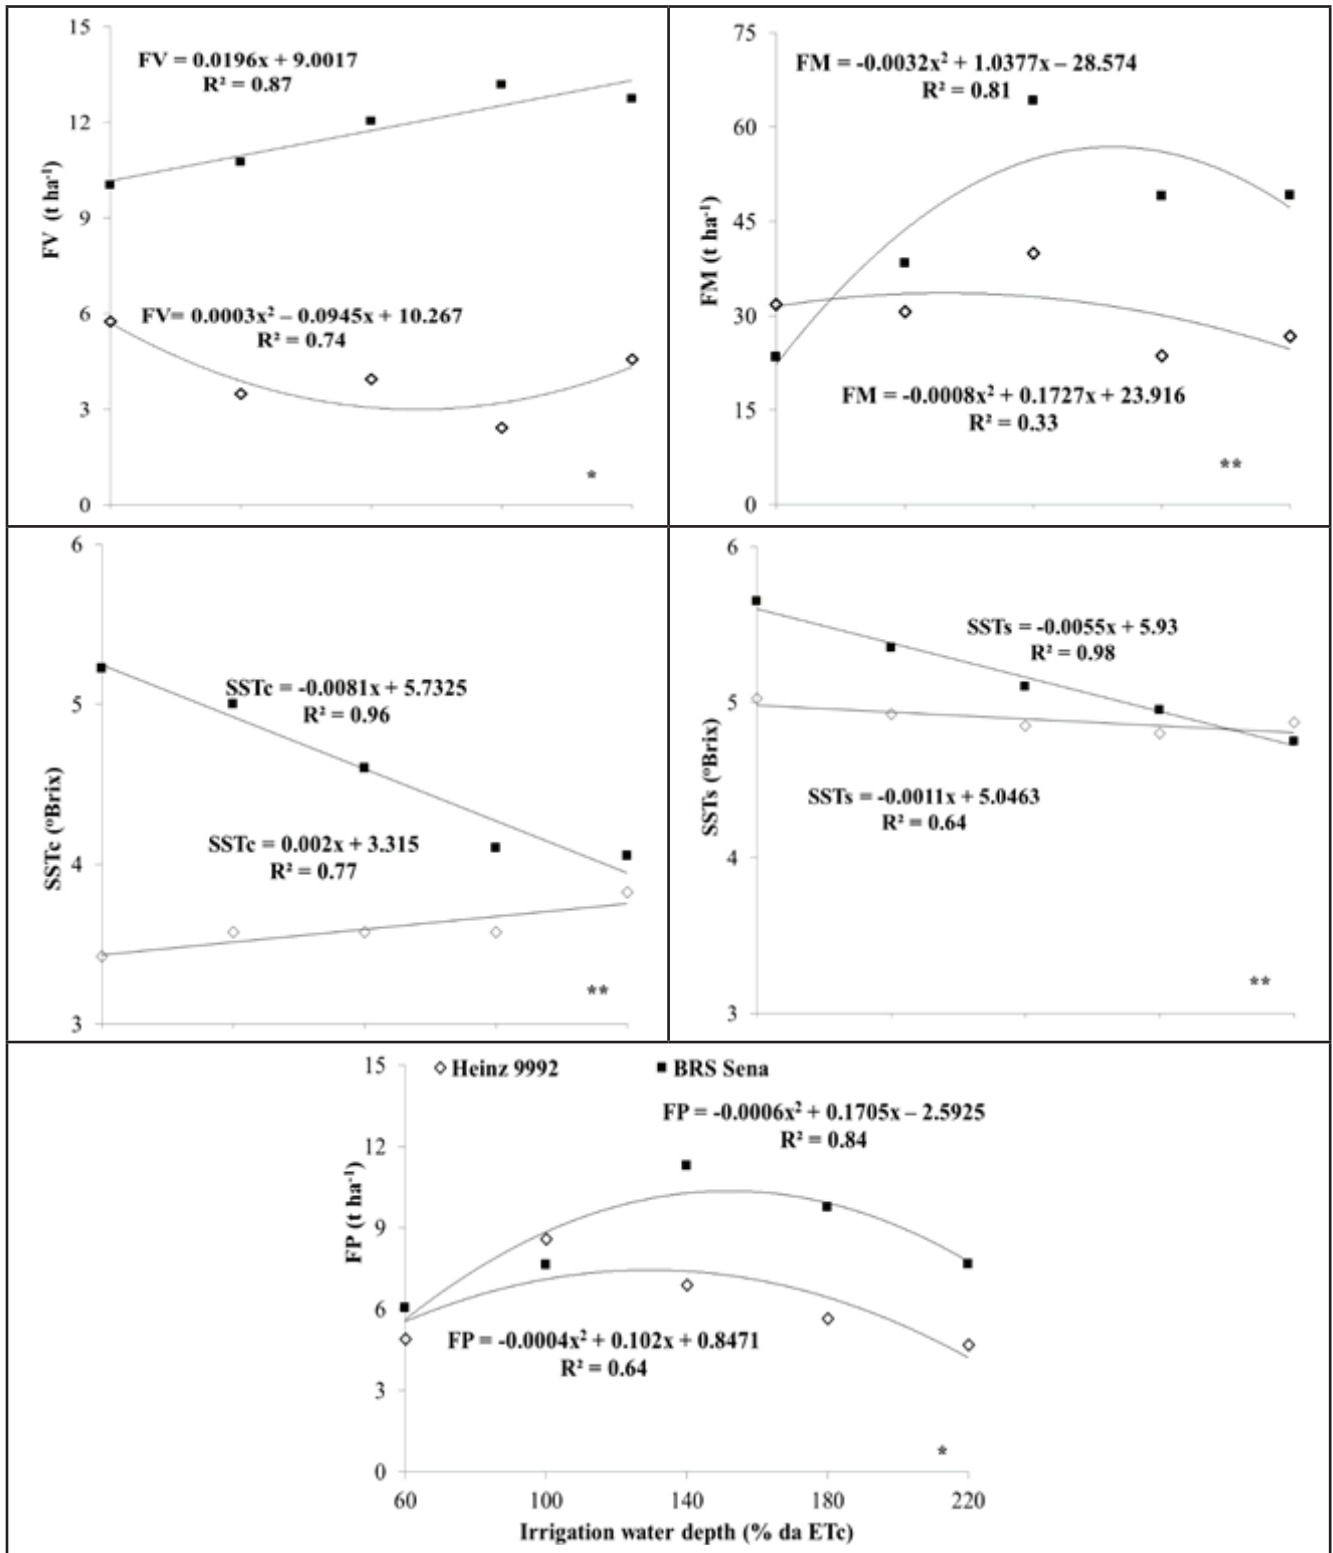 15
FV = 0.0196x + 9.0017
R² = 0.87
12
9
FV (t ha⁻¹)
6
FV= 0.0003x² – 0.0945x + 10.267
R² = 0.74
3
*
0
75
FM = -0.0032x² + 1.0377x – 28.574
R² = 0.81
60
45
FM (t ha⁻¹)
30
15
FM = -0.0008x² + 0.1727x + 23.916
R² = 0.33
**
0
6
5
SSTc = -0.0081x + 5.7325
R² = 0.96
SSTc (ºBrix)
SSTc = 0.002x + 3.315
R² = 0.77
4
**
3
6
SSTs = -0.0055x + 5.93
R² = 0.98
5
SSTs (ºBrix)
SSTs = -0.0011x + 5.0463
R² = 0.64
4
**
3
15
Heinz 9992
BRS Sena
FP = -0.0006x² + 0.1705x – 2.5925
R² = 0.84
12
FP (t ha⁻¹)
9
6
FP = -0.0004x² + 0.102x + 0.8471
R² = 0.64
3
*
0
60 100 140 180 220
Irrigation water depth (% da ETc)